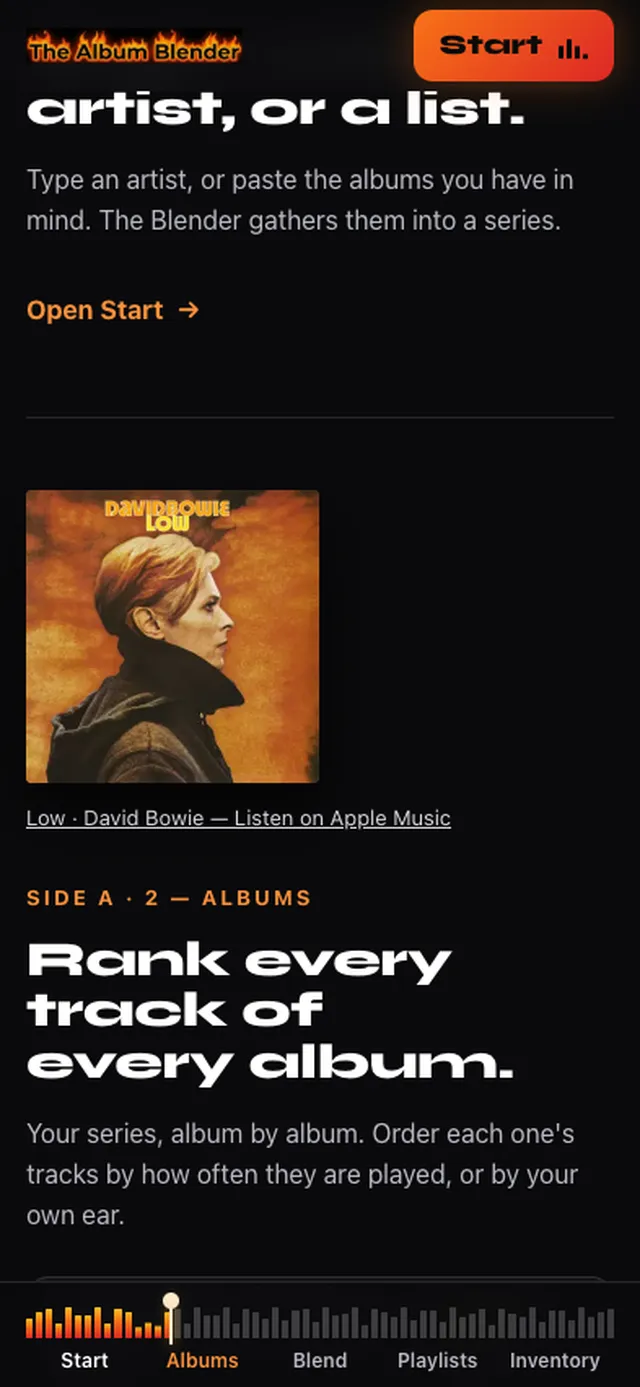 The Album Blender
Start
artist, or a list.
Type an artist, or paste the albums you have in
mind. The Blender gathers them into a series.
Open Start →
DAVID BOWIE
LOW
Low · David Bowie — Listen on Apple Music
SIDE A · 2 — ALBUMS
Rank every
track of
every album.
Your series, album by album. Order each one's
tracks by how often they are played, or by your
own ear.
Start Albums Blend Playlists Inventory